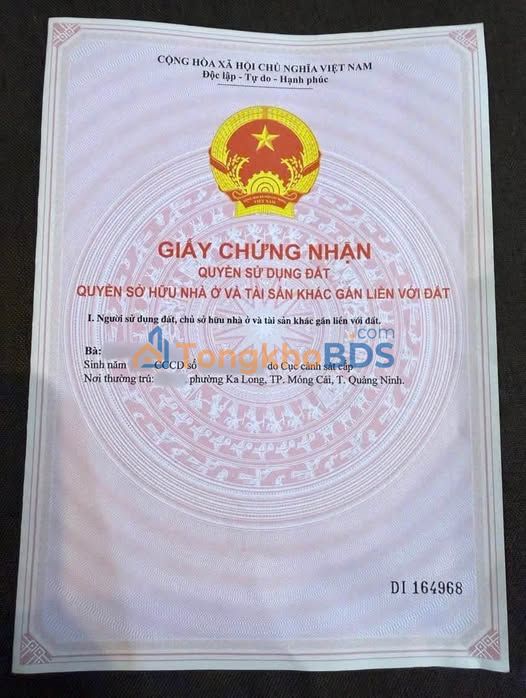 CỘNG HÒA XÃ HỘI CHỦ NGHĨA VIỆT NAM
Độc lập - Tự do - Hạnh phúc
VIỆT NAM
GIẤY CHỨNG NHẬN
QUYỀN SỬ DỤNG ĐẤT
QUYỀN SỞ HỮU NHÀ Ở VÀ TÀI SẢN KHÁC GẮN LIỀN VỚI ĐẤT
I. Người sử dụng đất, chủ sở hữu nhà ở và tài sản khác gắn liền với đất.
Bà:
TongkhoBDS.com
Sinh năm CCCD số do Cục cảnh sát cấp
Nơi thường trú: phường Ka Long, TP. Móng Cái, T. Quảng Ninh.
DI 164968